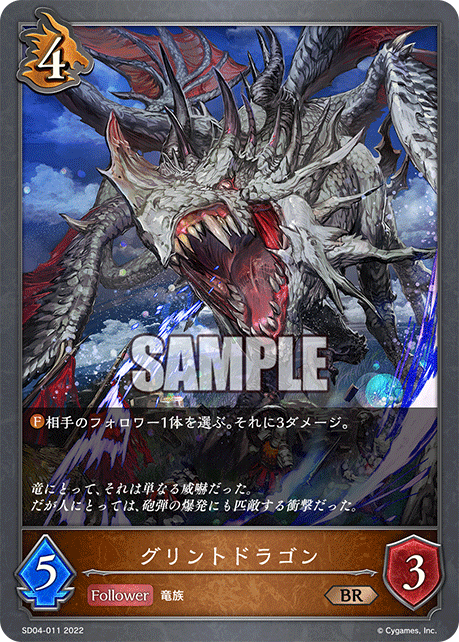 4
SAMPLE
F 相手のフォロワー1体を選ぶ。それに3ダメージ。
竜にとって、それは単なる威嚇だった。
だが人にとっては、砲弾の爆発にも匹敵する衝撃だった。
グリントドラゴン
5
Follower 竜族
BR
3
SD04-011 2022
© Cygames, Inc.